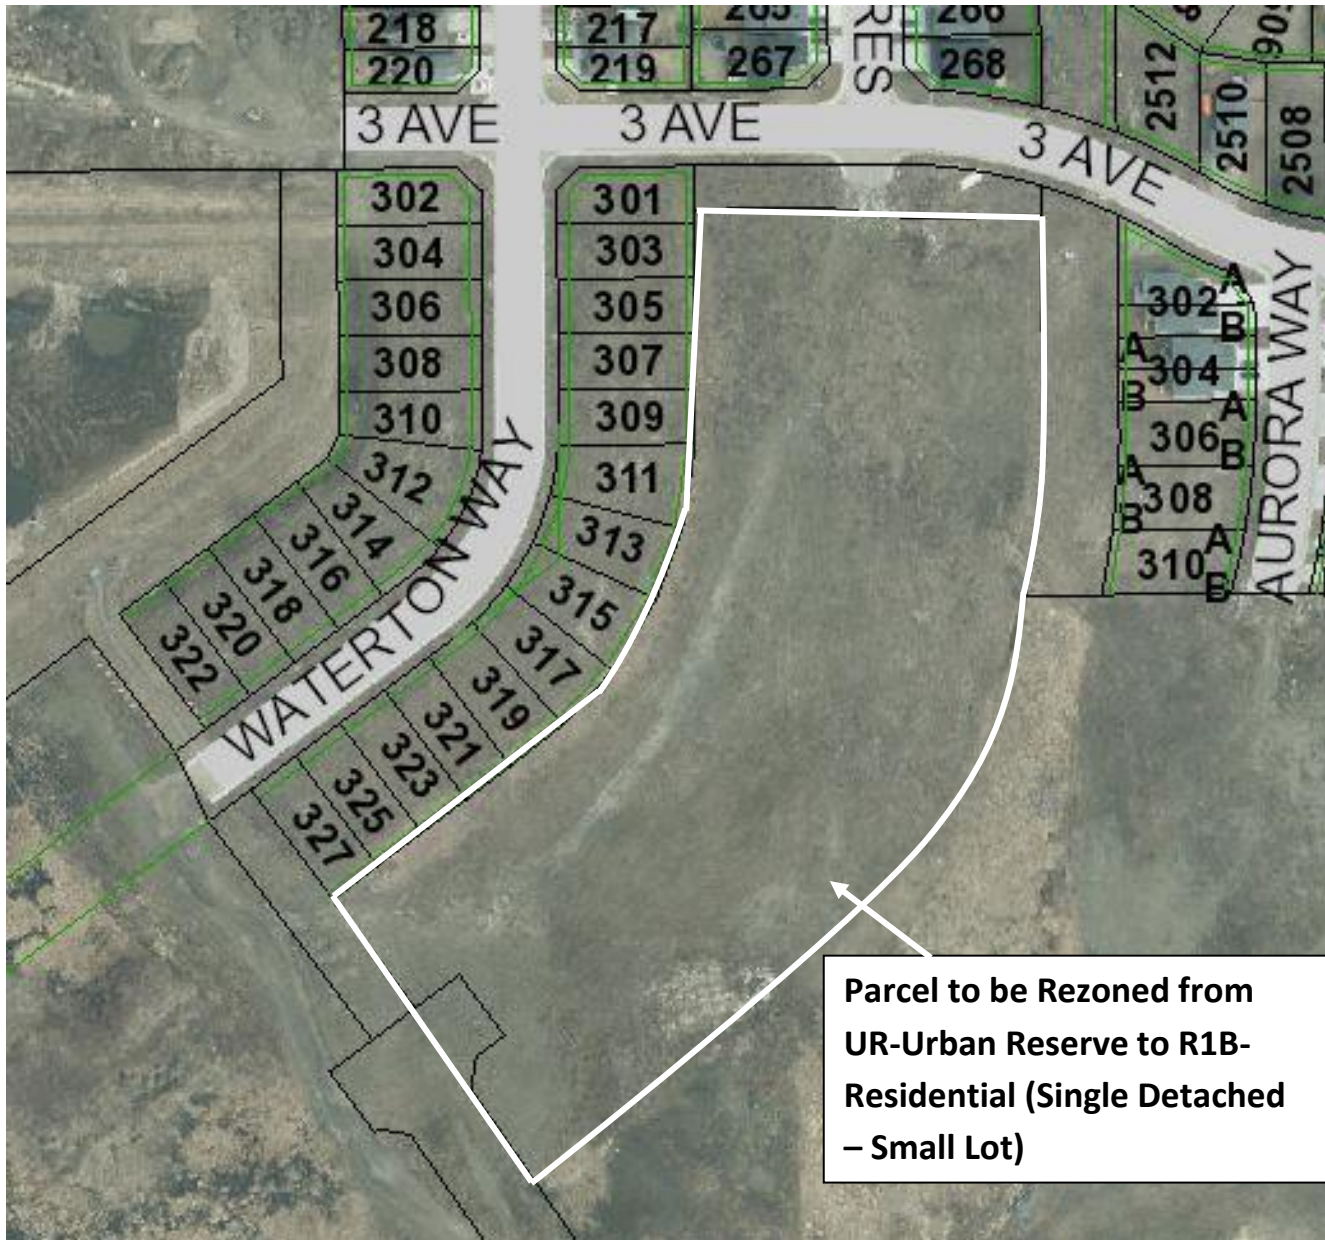 218
217
265
266
220
219
267
RES
268
2512
2510
2508
3 AVE
3 AVE
3 AVE
302
301
304
303
306
305
308
307
310
309
312
311
314
313
316
315
318
317
320
319
322
321
323
325
327
WATERTON WAY
A
302
B
A
304
B
A
306
B
A
308
B
A
310
B
AURORA WAY
Parcel to be Rezoned from
UR-Urban Reserve to R1B-
Residential (Single Detached
– Small Lot)